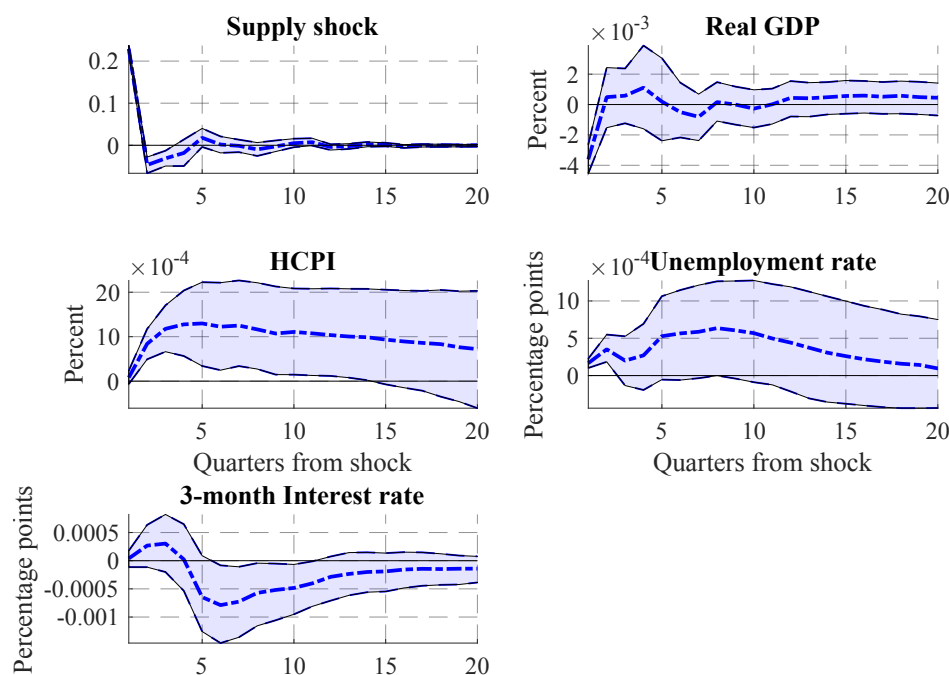 Supply shock
0.2
0.1
0
5 10 15 20
×10⁻³ Real GDP
Percent
2
0
-2
-4
5 10 15 20
×10⁻⁴ HCPI
Percent
20
10
0
5 10 15 20
Quarters from shock
×10⁻⁴ Unemployment rate
Percentage points
10
5
0
5 10 15 20
Quarters from shock
3-month Interest rate
Percentage points
0.0005
0
-0.0005
-0.001
5 10 15 20